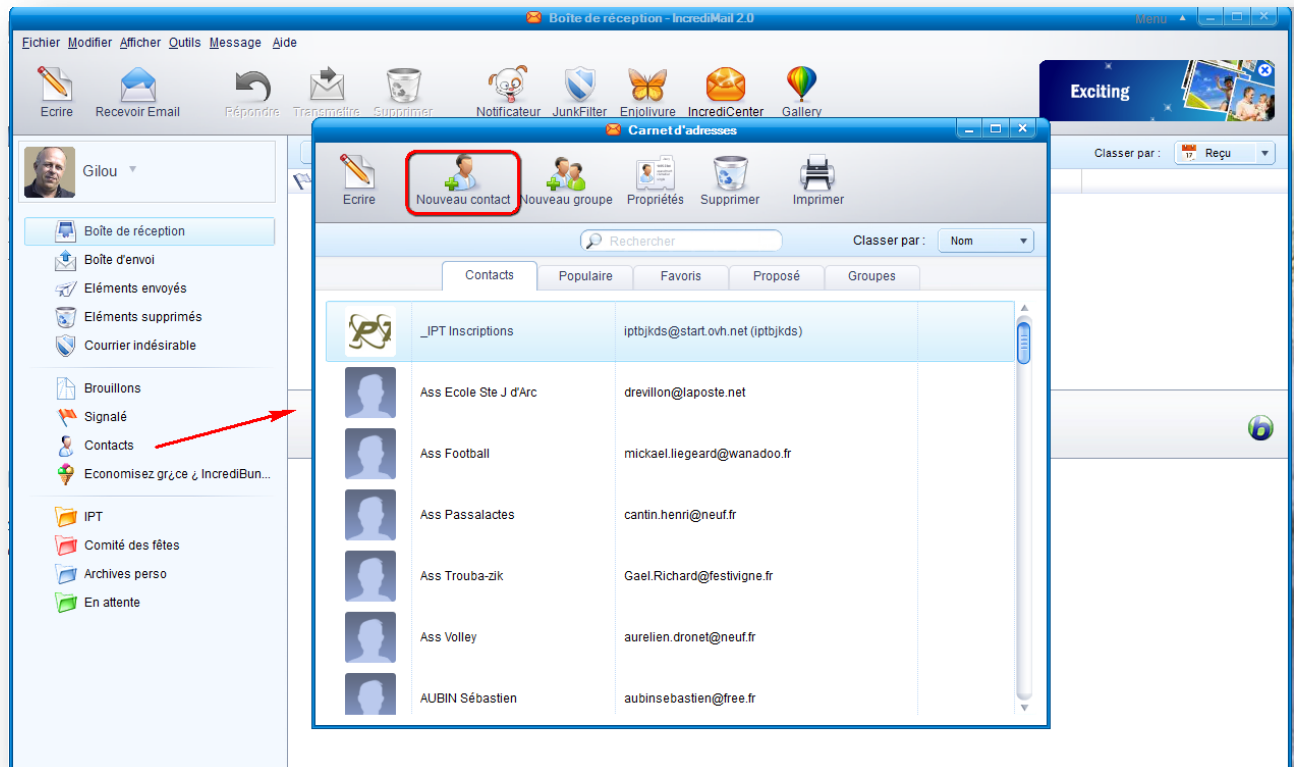 Boîte de réception - IncrediMail 2.0
Menu
Fichier Modifier Afficher Outils Message Aide
Ecrire Recevoir Email Répondre Transmettre Supprimer Notificateur JunkFilter Enjolivure IncrediCenter Gallery
Exciting
Gilou
Classer par : 17 Reçu
Boîte de réception
Boîte d'envoi
Eléments envoyés
Eléments supprimés
Courrier indésirable
Brouillons
Signalé
Contacts
Economisez gr¿ce ¿ IncrediBun...
IPT
Comité des fêtes
Archives perso
En attente
Carnet d'adresses
Ecrire Nouveau contact Nouveau groupe Propriétés Supprimer Imprimer
Rechercher Classer par : Nom
Contacts Populaire Favoris Proposé Groupes
_IPT Inscriptions iptbjkds@start.ovh.net (iptbjkds)
Ass Ecole Ste J d'Arc drevillon@laposte.net
Ass Football mickael.liegeard@wanadoo.fr
Ass Passalactes cantin.henri@neuf.fr
Ass Trouba-zik Gael.Richard@festivigne.fr
Ass Volley aurelien.dronet@neuf.fr
AUBIN Sébastien aubinsebastien@free.fr